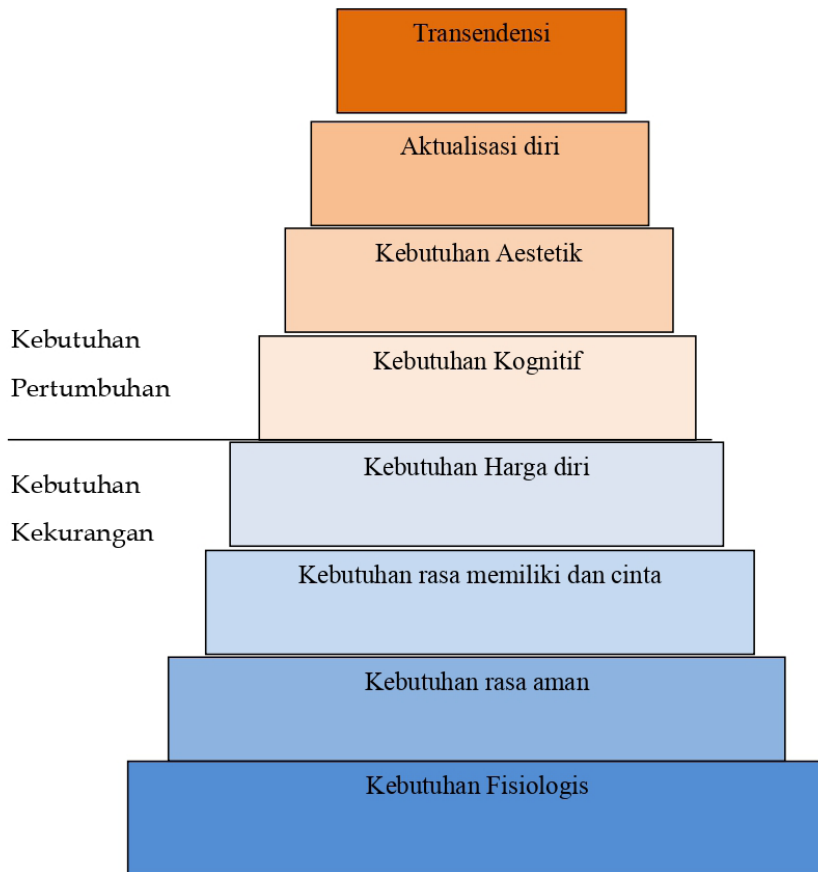 Transendensi
Aktualisasi diri
Kebutuhan Aestetik
Kebutuhan
Pertumbuhan
Kebutuhan Kognitif
Kebutuhan Harga diri
Kebutuhan
Kekurangan
Kebutuhan rasa memiliki dan cinta
Kebutuhan rasa aman
Kebutuhan Fisiologis